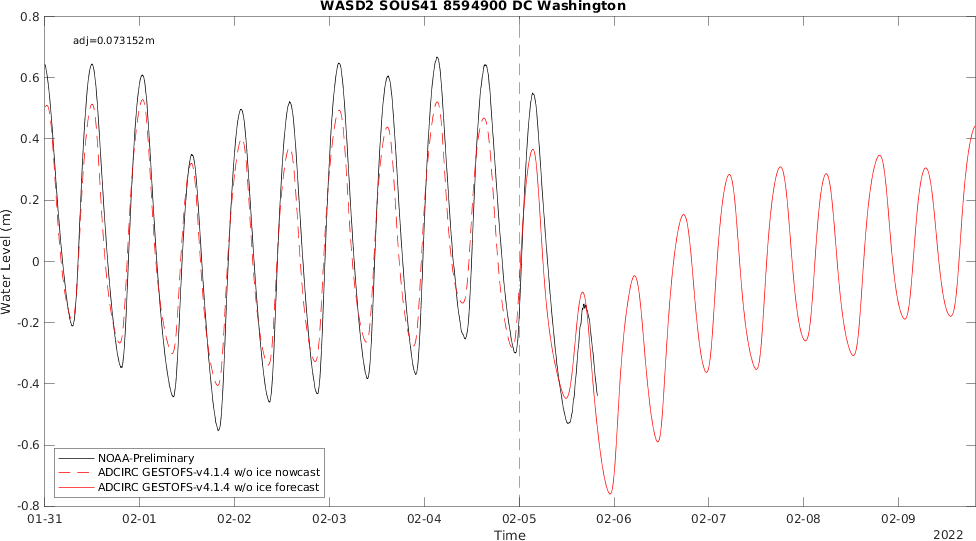 WASD2 SOUS41 8594900 DC Washington
adj=0.073152m
0.8
0.6
0.4
0.2
0
-0.2
-0.4
-0.6
-0.8
Water Level (m)
NOAA-Preliminary
ADCIRC GESTOFS-v4.1.4 w/o ice nowcast
ADCIRC GESTOFS-v4.1.4 w/o ice forecast
01-31 02-01 02-02 02-03 02-04 02-05 02-06 02-07 02-08 02-09
Time
2022